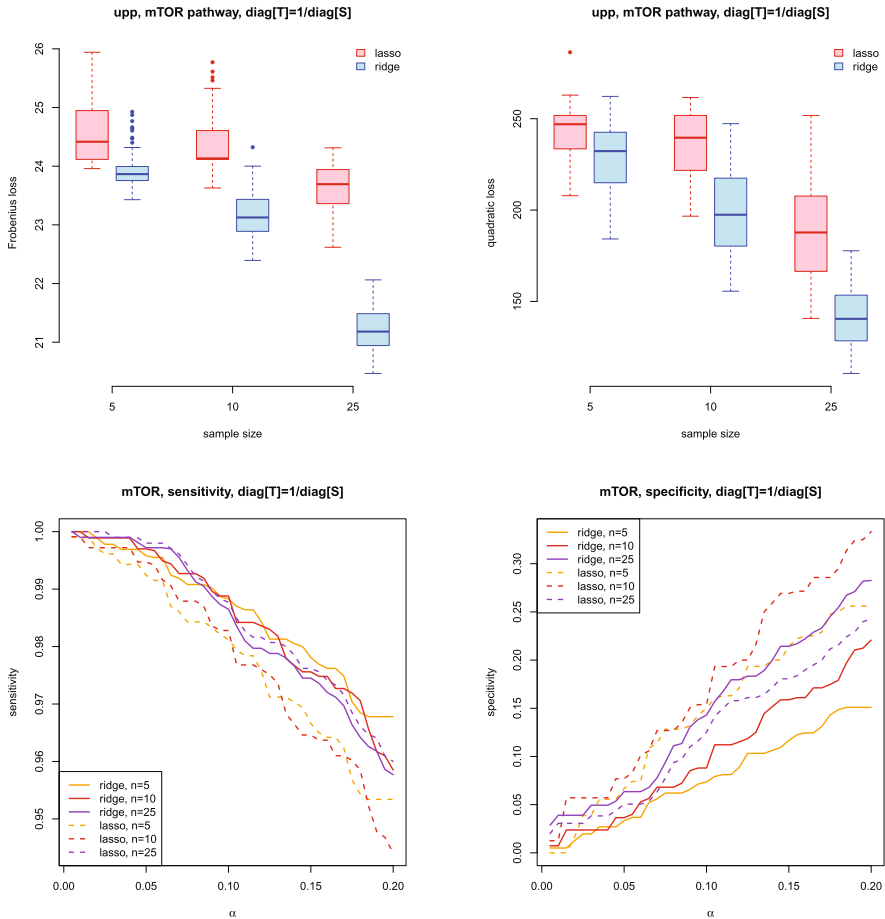 upp, mTOR pathway, diag[T]=1/diag[S]
lasso
ridge
Frobenius loss
26
25
24
23
22
21
5
10
25
sample size
upp, mTOR pathway, diag[T]=1/diag[S]
lasso
ridge
quadratic loss
250
200
150
5
10
25
sample size
mTOR, sensitivity, diag[T]=1/diag[S]
sensitivity
1.00
0.99
0.98
0.97
0.96
0.95
ridge, n=5
ridge, n=10
ridge, n=25
lasso, n=5
lasso, n=10
lasso, n=25
0.00
0.05
0.10
0.15
0.20
α
mTOR, specificity, diag[T]=1/diag[S]
specitivity
0.30
0.25
0.20
0.15
0.10
0.05
0.00
ridge, n=5
ridge, n=10
ridge, n=25
lasso, n=5
lasso, n=10
lasso, n=25
0.00
0.05
0.10
0.15
0.20
α